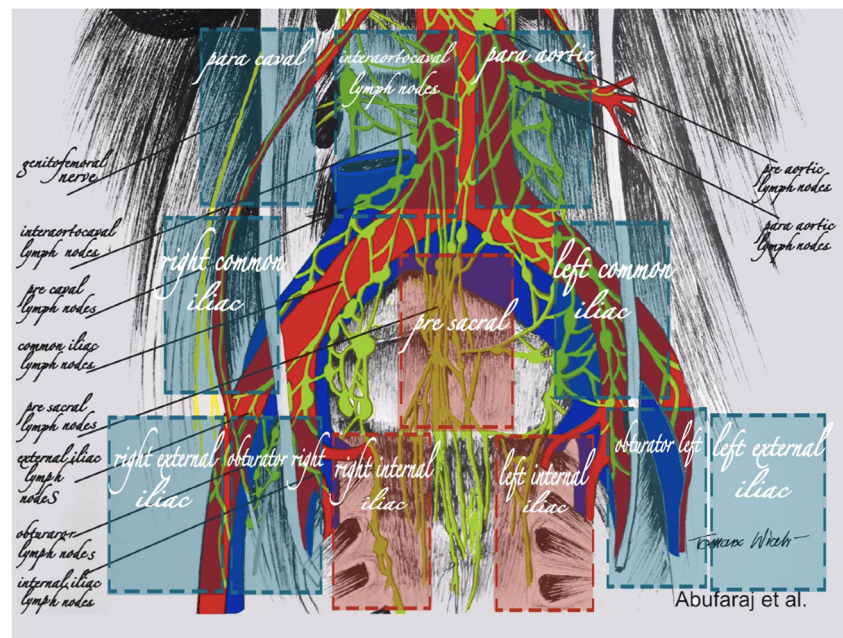 para caval
interaortocaval
lymph nodes
para aortic
genitofemoral
nerve
interaortocaval
lymph nodes
pre caval
lymph nodes
common iliac
lymph nodes
pre sacral
lymph nodes
external iliac
lymph
nodeS
obturaror
lymph nodes
internal iliac
lymph nodes
pre aortic
lymph nodes
para aortic
lymph nodes
right common
iliac
left common
iliac
pre sacral
right external
iliac
obturator right
right internal
iliac
left internal
iliac
obturator left
left external
iliac
Abufaraj et al.